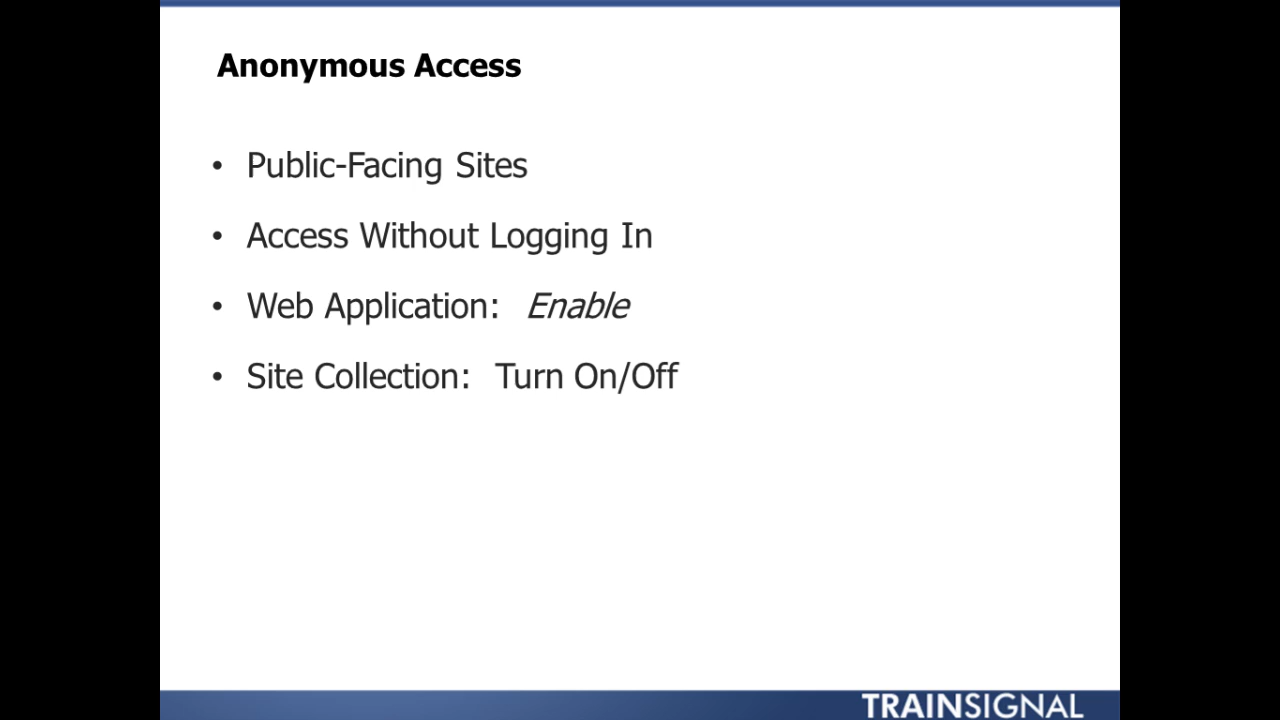 Anonymous Access
• Public-Facing Sites
• Access Without Logging In
• Web Application: Enable
• Site Collection: Turn On/Off
TRAINSIGNAL